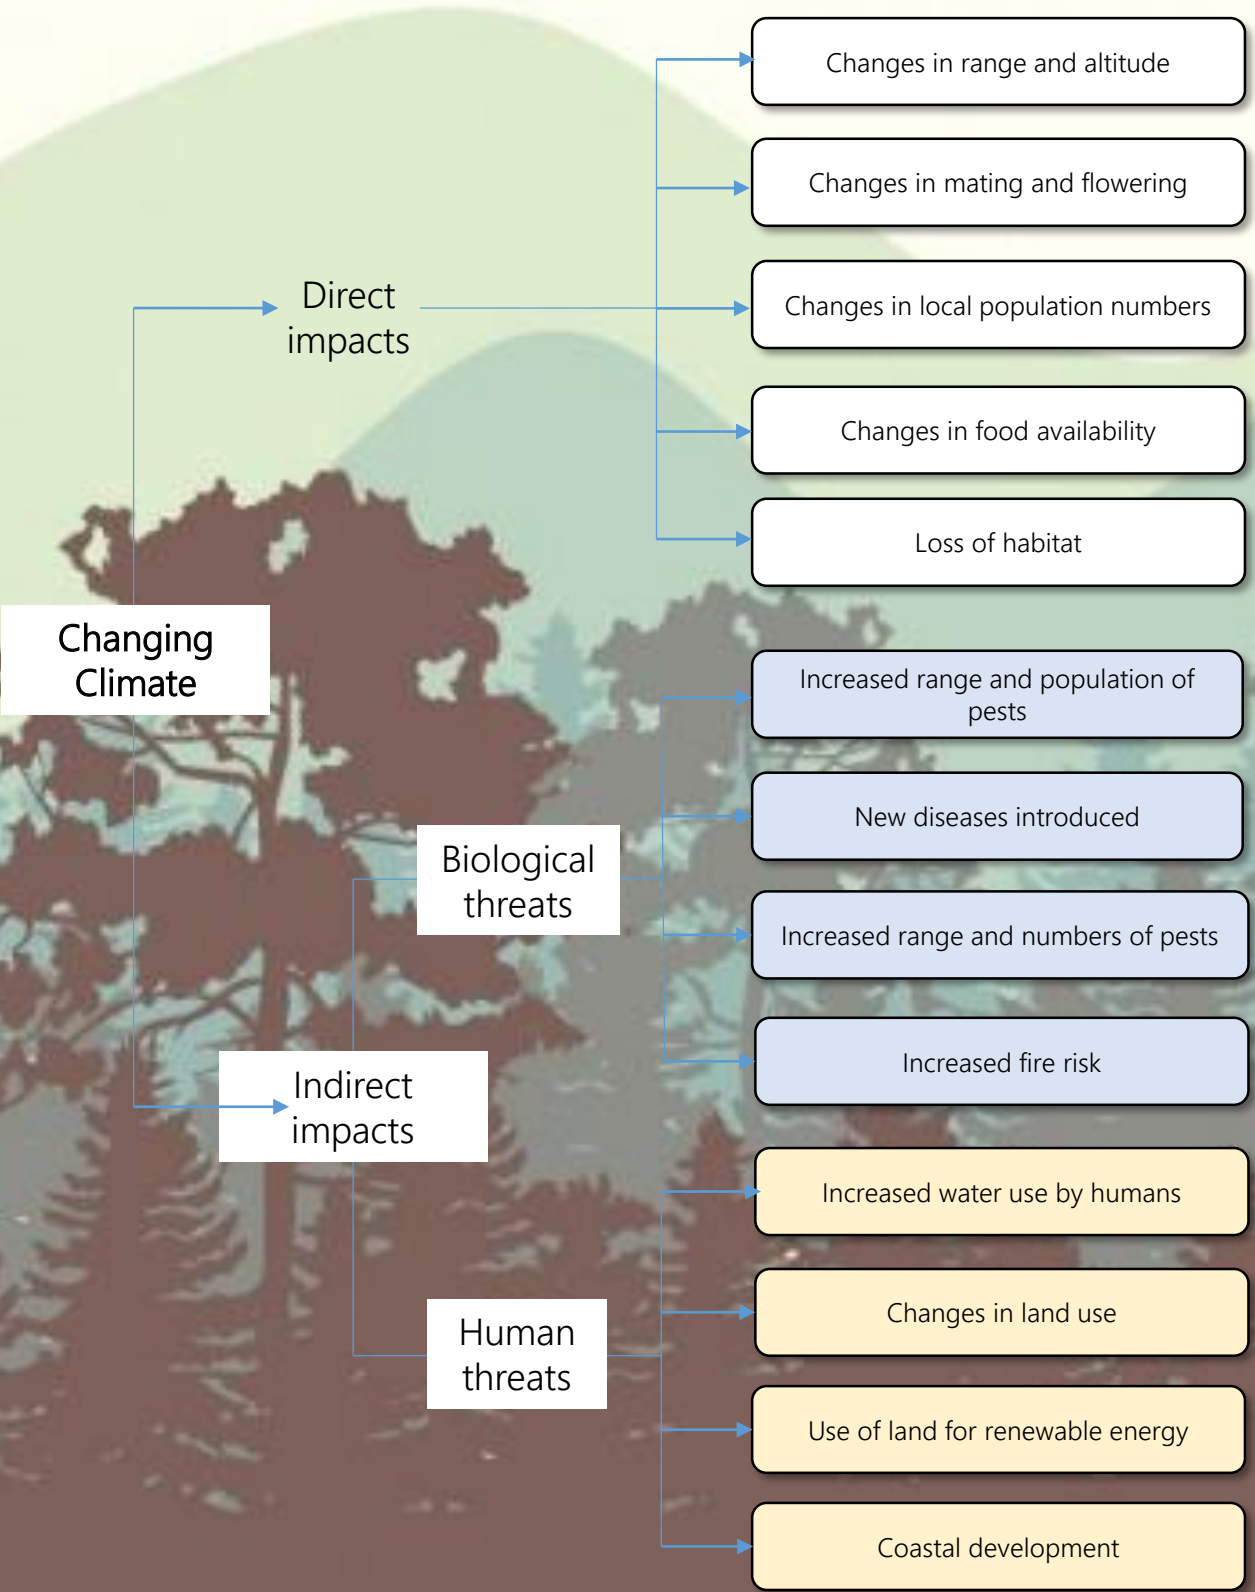 Changing
Climate
Direct
impacts
Changes in range and altitude
Changes in mating and flowering
Changes in local population numbers
Changes in food availability
Loss of habitat
Indirect
impacts
Biological
threats
Increased range and population of
pests
New diseases introduced
Increased range and numbers of pests
Increased fire risk
Human
threats
Increased water use by humans
Changes in land use
Use of land for renewable energy
Coastal development